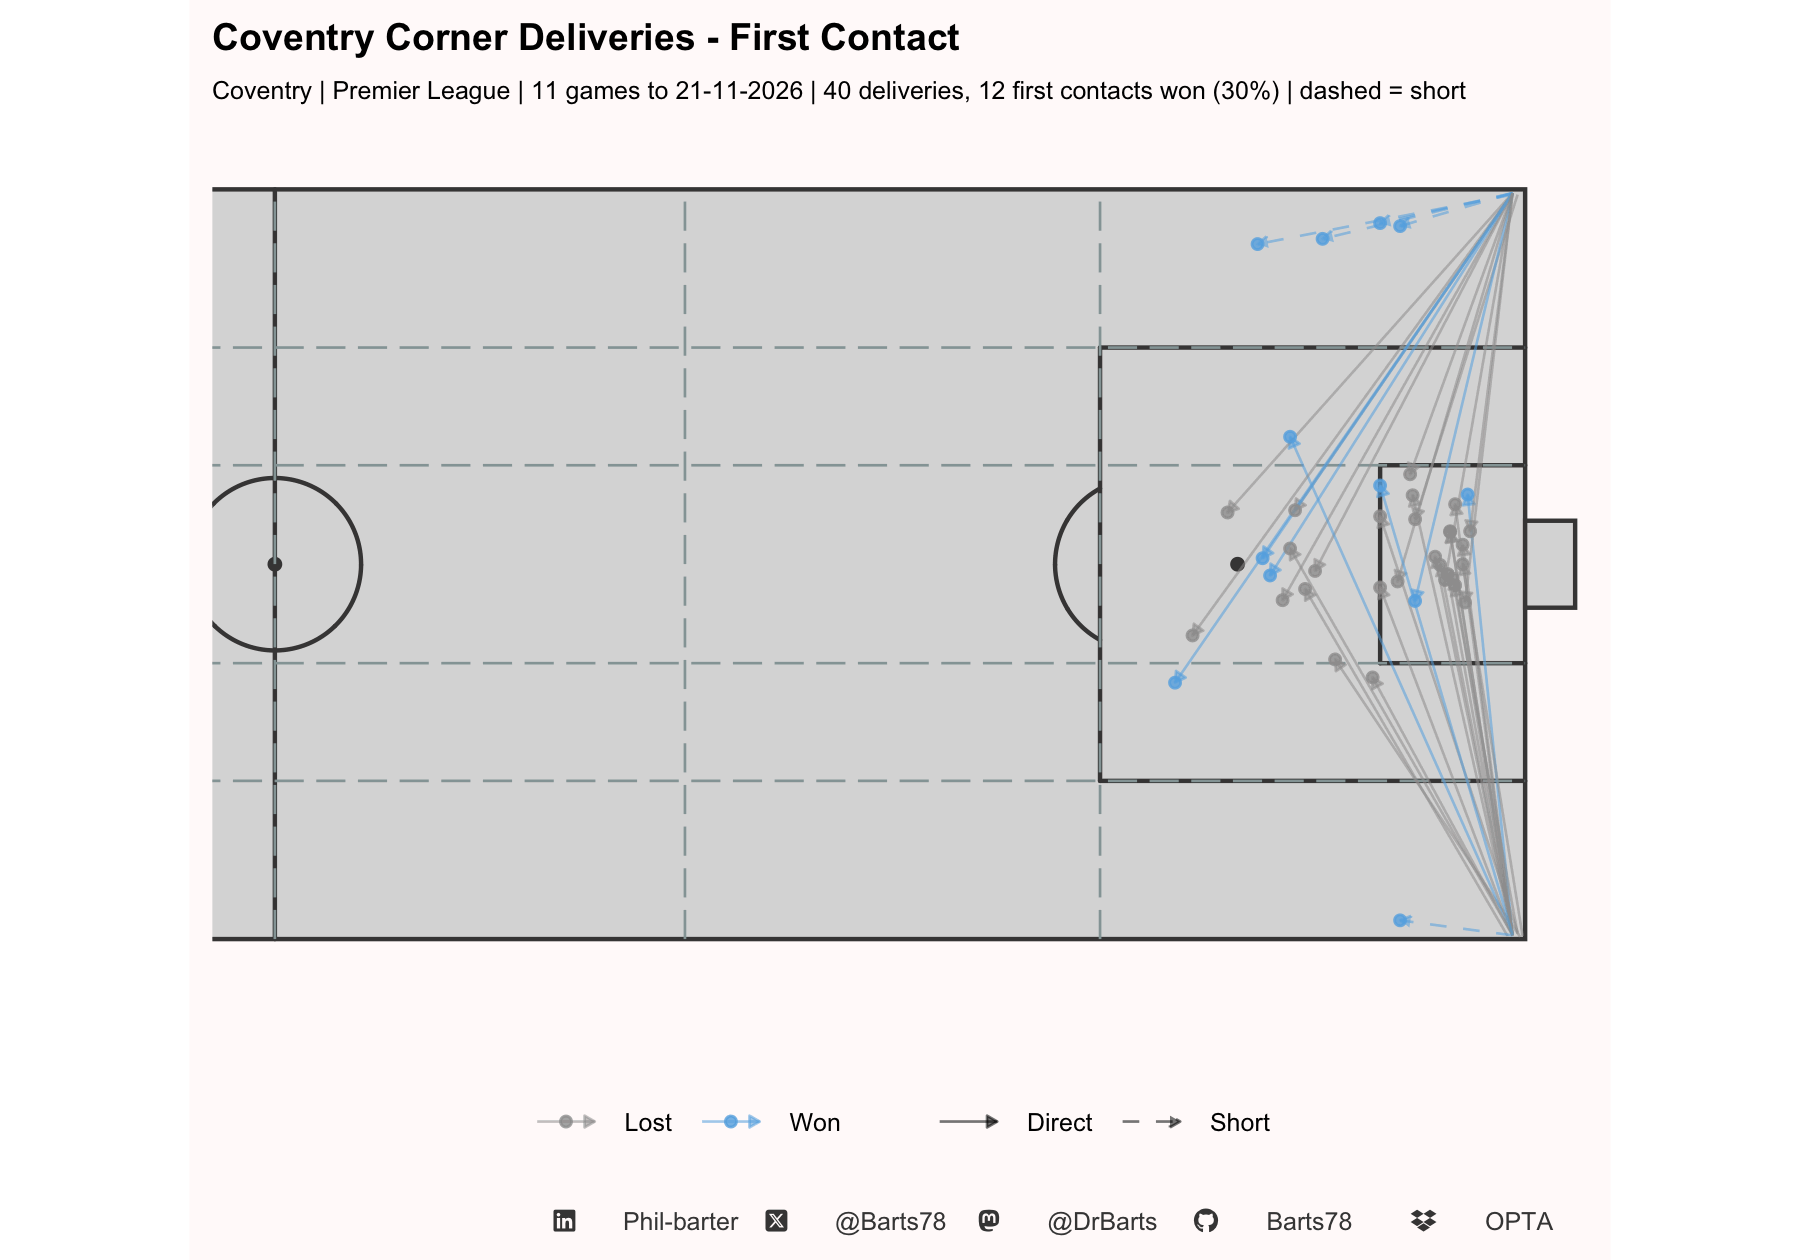 Coventry Corner Deliveries - First Contact
Coventry | Premier League | 11 games to 21-11-2026 | 40 deliveries, 12 first contacts won (30%) | dashed = short
Lost Won Direct Short
Phil-barter @Barts78 @DrBarts Barts78 OPTA